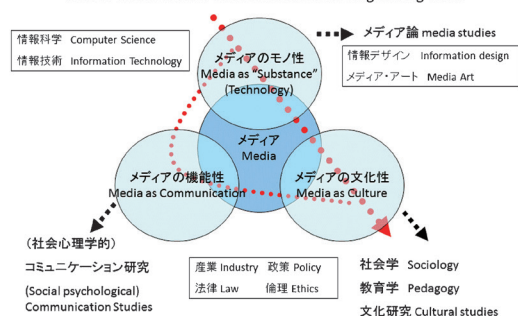 情報科学 Computer Science
情報技術 Information Technology
メディア論 media studies
情報デザイン Information design
メディア・アート Media Art
メディアのモノ性
Media as "Substance"
(Technology)
メディア
Media
メディアの機能性
Media as Communication
メディアの文化性
Media as Culture
(社会心理学的)
コミュニケーション研究
(Social psychological)
Communication Studies
産業 Industry 政策 Policy
法律 Law 倫理 Ethics
社会学 Sociology
教育学 Pedagogy
文化研究 Cultural studies